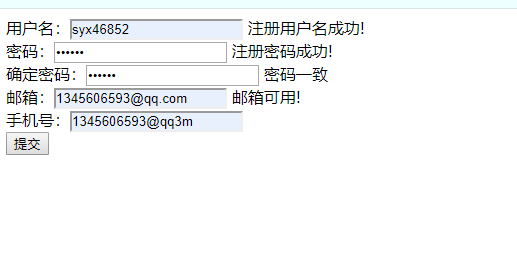 用户名：syx46852 注册用户名成功!
密码：•••••• 注册密码成功!
确定密码：•••••• 密码一致
邮箱：1345606593@qq.com 邮箱可用!
手机号：1345606593@qq3m
提交